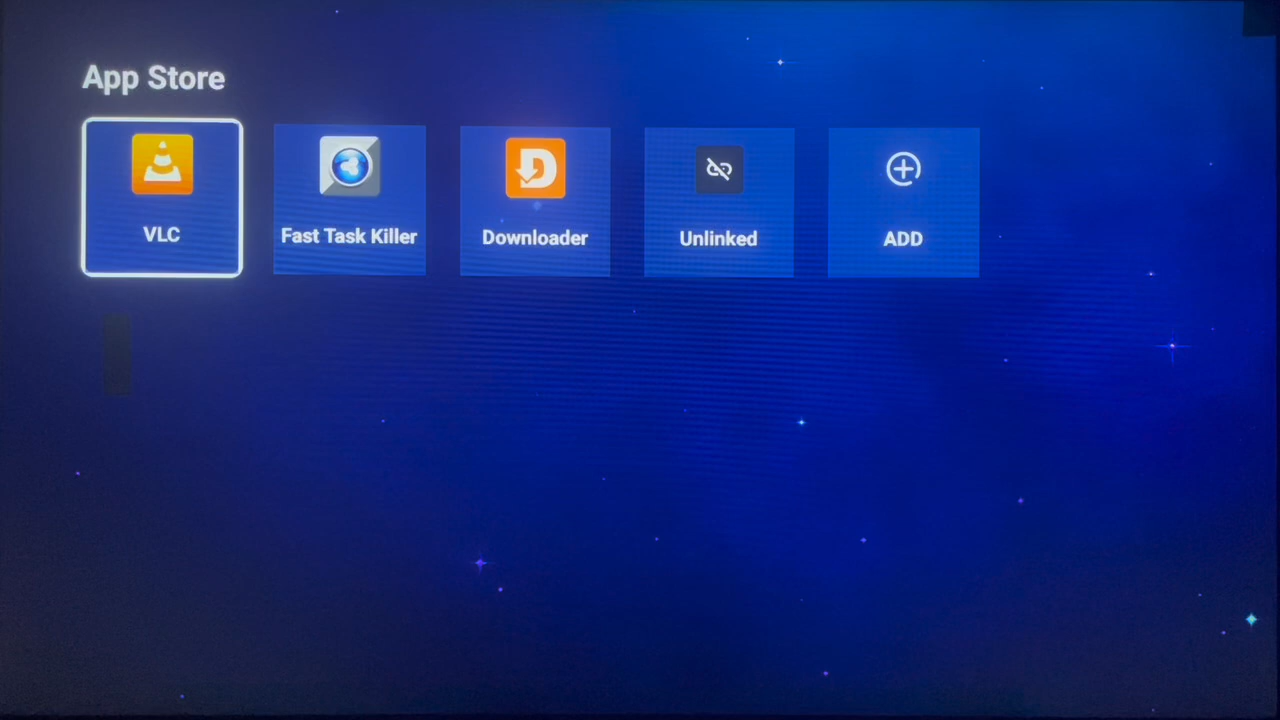 App Store
VLC
Fast Task Killer
D
Downloader
Unlinked
ADD